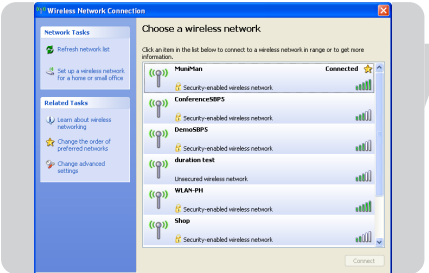 Wireless Network Connection
Network Tasks
Refresh network list
Set up a wireless network
for a home or small office
Related Tasks
Learn about wireless
networking
Change the order of
preferred networks
Change advanced
settings
Choose a wireless network
Click an item in the list below to connect to a wireless network in range or to get more
information.
MuniMan Connected
Security-enabled wireless network
ConferenceSBPS
Security-enabled wireless network
DemoSBPS
Security-enabled wireless network
duration test
Unsecured wireless network
WLAN-PH
Security-enabled wireless network
Shop
Security-enabled wireless network
Connect